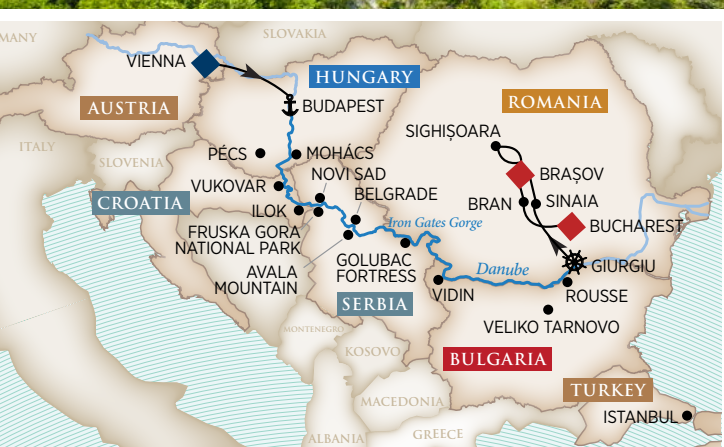 MANY
SLOVAKIA
VIENNA
HUNGARY
AUSTRIA
BUDAPEST
ROMANIA
SIGHIȘOARA
ITALY
SLOVENIA
PÉCS
MOHÁCS
NOVI SAD
BRAȘOV
VUKOVAR
BELGRADE
BRAN
SINAIA
CROATIA
ILOK
Iron Gates Gorge
BUCHAREST
FRUSKA GORA
NATIONAL PARK
GOLUBAC
FORTRESS
AVALA
MOUNTAIN
Danube
GIURGIU
SERBIA
VIDIN
ROUSSE
VELIKO TARNOVO
MONTENEGRO
KOSOVO
BULGARIA
TURKEY
MACEDONIA
ISTANBUL
ALBANIA
GREECE